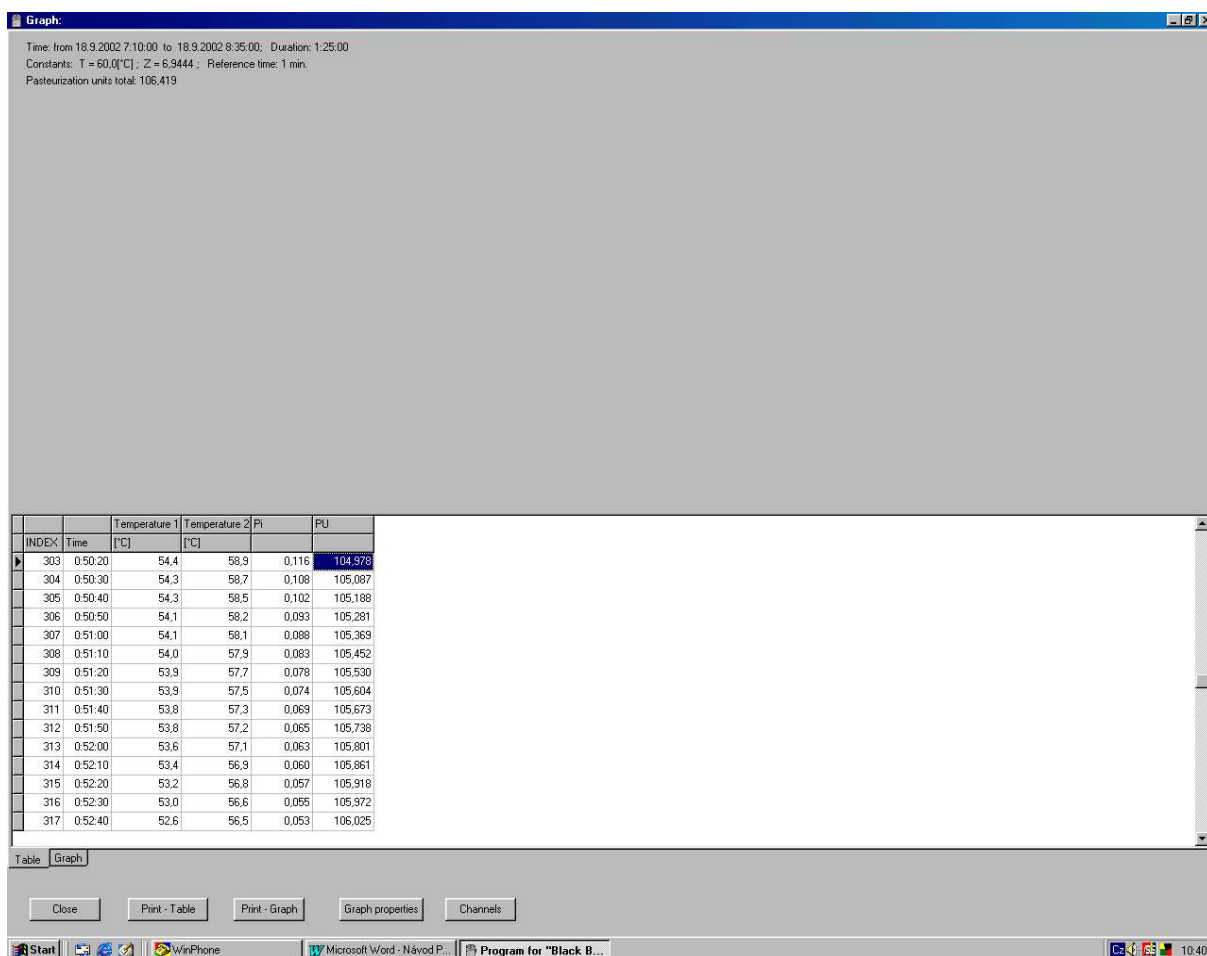 Graph:
Time: from 18.9.2002 7:10:00 to 18.9.2002 8:35:00; Duration: 1:25:00
Constants: T = 60,0[°C] ; Z = 6,9444 ; Reference time: 1 min.
Pasteurization units total: 106,419
Temperature 1 Temperature 2 Pi PU
INDEX Time [°C] [°C]
303 0:50:20 54,4 58,9 0,116 104,978
304 0:50:30 54,3 58,7 0,108 105,087
305 0:50:40 54,3 58,5 0,102 105,188
306 0:50:50 54,1 58,2 0,093 105,281
307 0:51:00 54,1 58,1 0,088 105,369
308 0:51:10 54,0 57,9 0,083 105,452
309 0:51:20 53,9 57,7 0,078 105,530
310 0:51:30 53,9 57,5 0,074 105,604
311 0:51:40 53,8 57,3 0,069 105,673
312 0:51:50 53,8 57,2 0,065 105,738
313 0:52:00 53,6 57,1 0,063 105,801
314 0:52:10 53,4 56,9 0,060 105,861
315 0:52:20 53,2 56,8 0,057 105,918
316 0:52:30 53,0 56,6 0,055 105,972
317 0:52:40 52,6 56,5 0,053 106,025
Table Graph
Close Print - Table Print - Graph Graph properties Channels
Start WinPhone Microsoft Word - Návod P... Program for "Black B... Cz 10:40